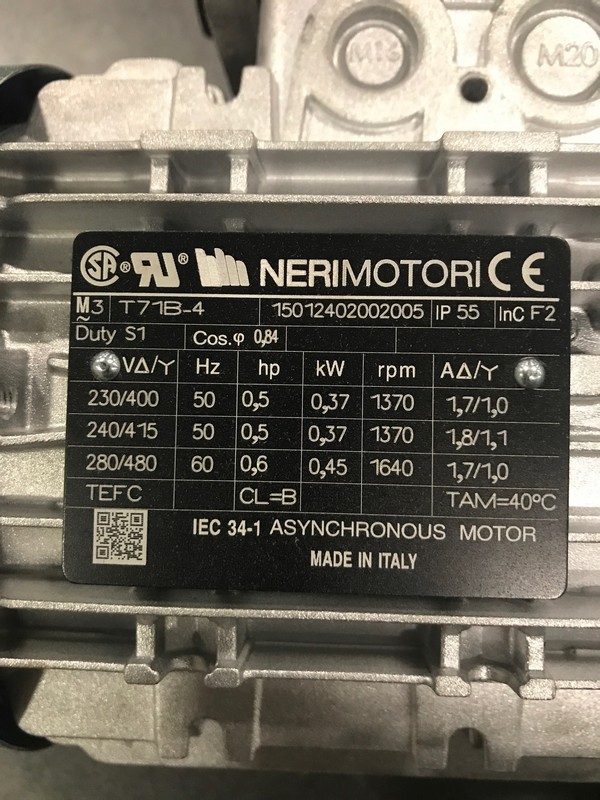 M16 M20
SA® RU® NERIMOTORI CE
M3~ T71B-4 15012402002005 IP 55 InC F2
Duty S1 Cos.φ 0,84
VΔ/Y Hz hp kW rpm AΔ/Y
230/400 50 0,5 0,37 1370 1,7/1,0
240/415 50 0,5 0,37 1370 1,8/1,1
280/480 60 0,6 0,45 1640 1,7/1,0
TEFC CL=B TAM=40ºC
IEC 34-1 ASYNCHRONOUS MOTOR
MADE IN ITALY